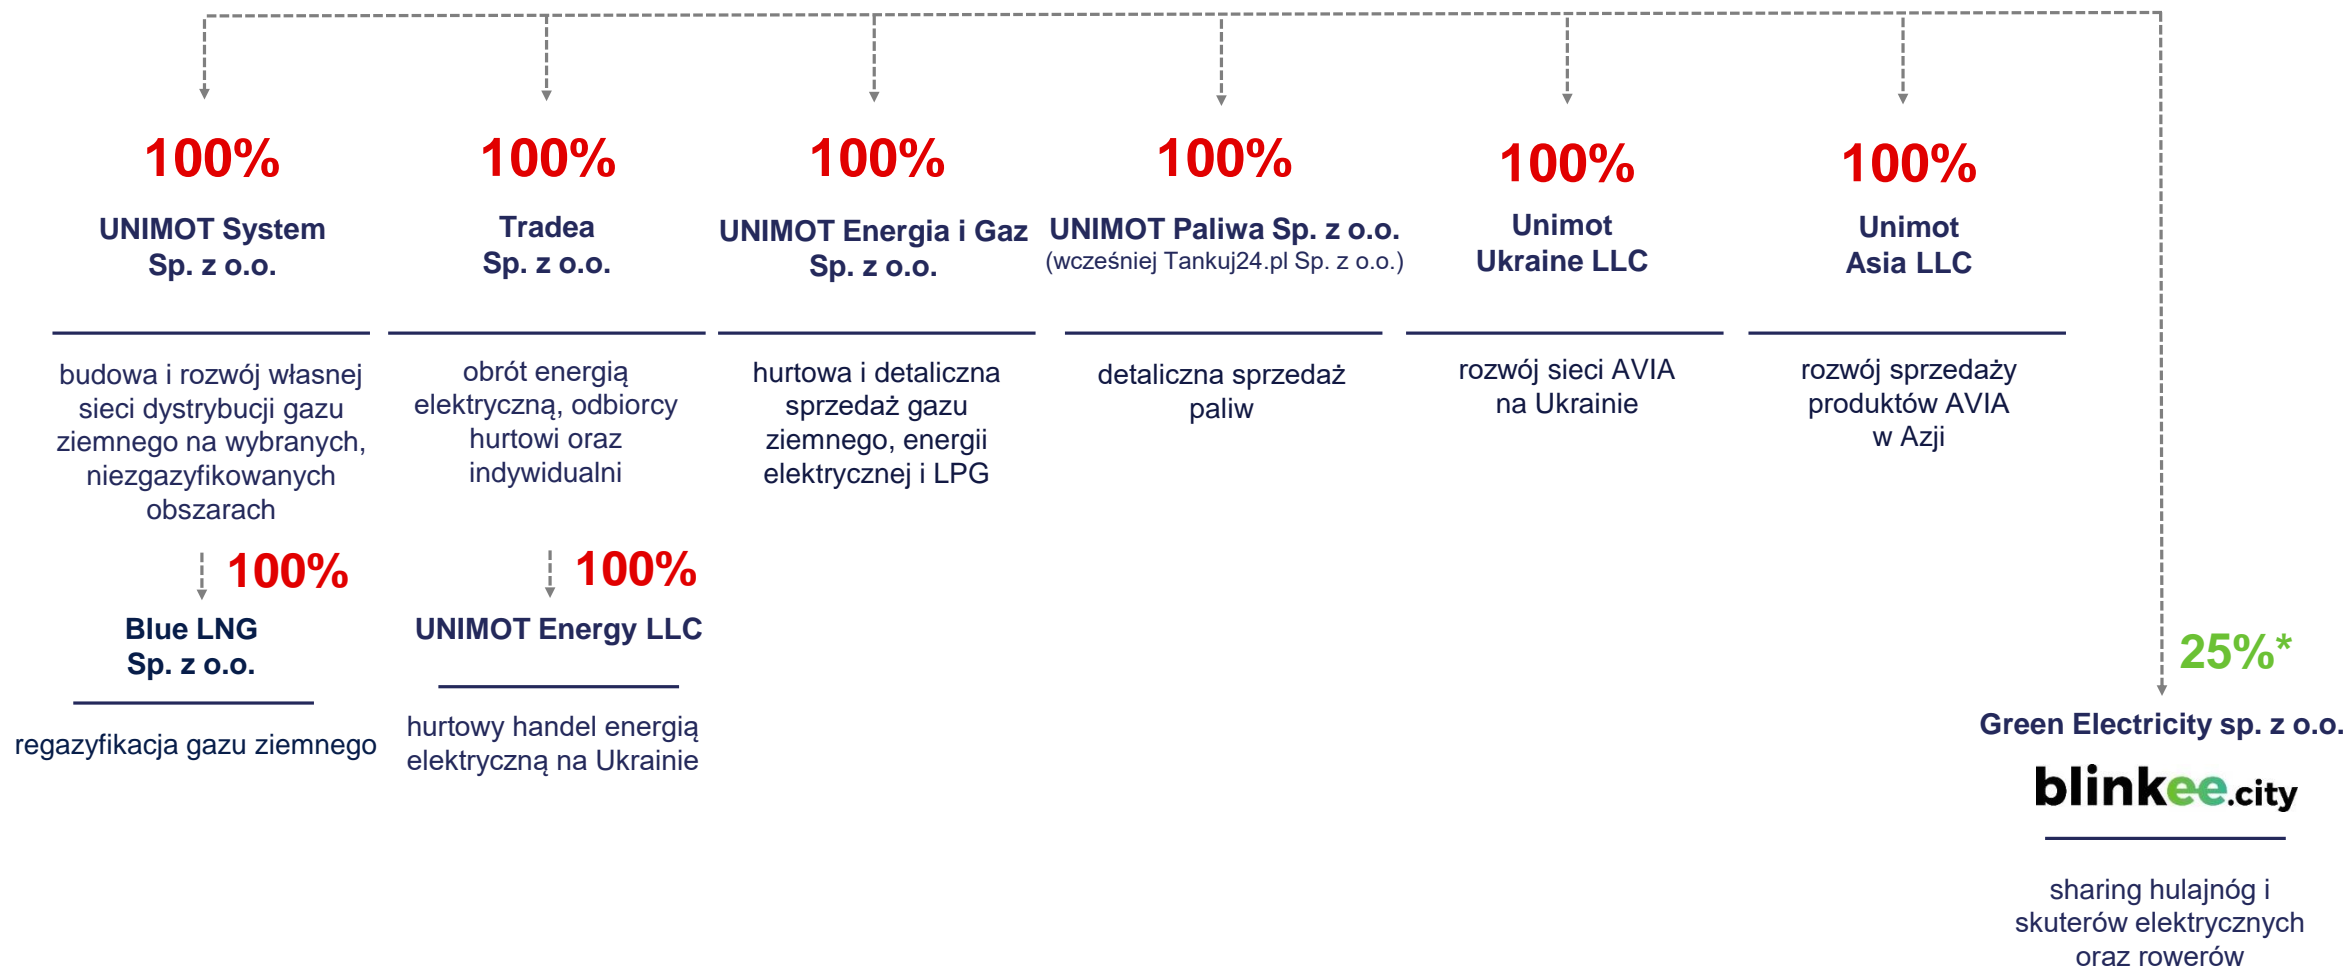 100%
UNIMOT System
Sp. z o.o.
budowa i rozwój własnej
sieci dystrybucji gazu
ziemnego na wybranych,
niezgazyfikowanych
obszarach
100%
Blue LNG
Sp. z o.o.
regazyfikacja gazu ziemnego
100%
Tradea
Sp. z o.o.
obrót energią
elektryczną, odbiorcy
hurtowi oraz
indywidualni
100%
UNIMOT Energy LLC
hurtowy handel energią
elektryczną na Ukrainie
100%
UNIMOT Energia i Gaz
Sp. z o.o.
hurtowa i detaliczna
sprzedaż gazu
ziemnego, energii
elektrycznej i LPG
100%
UNIMOT Paliwa Sp. z o.o.
(wcześniej Tankuj24.pl Sp. z o.o.)
detaliczna sprzedaż
paliw
100%
Unimot
Ukraine LLC
rozwój sieci AVIA
na Ukrainie
100%
Unimot
Asia LLC
rozwój sprzedaży
produktów AVIA
w Azji
25%*
Green Electricity sp. z o.o.
blinkee.city
sharing hulajnóg i
skuterów elektrycznych
oraz rowerów